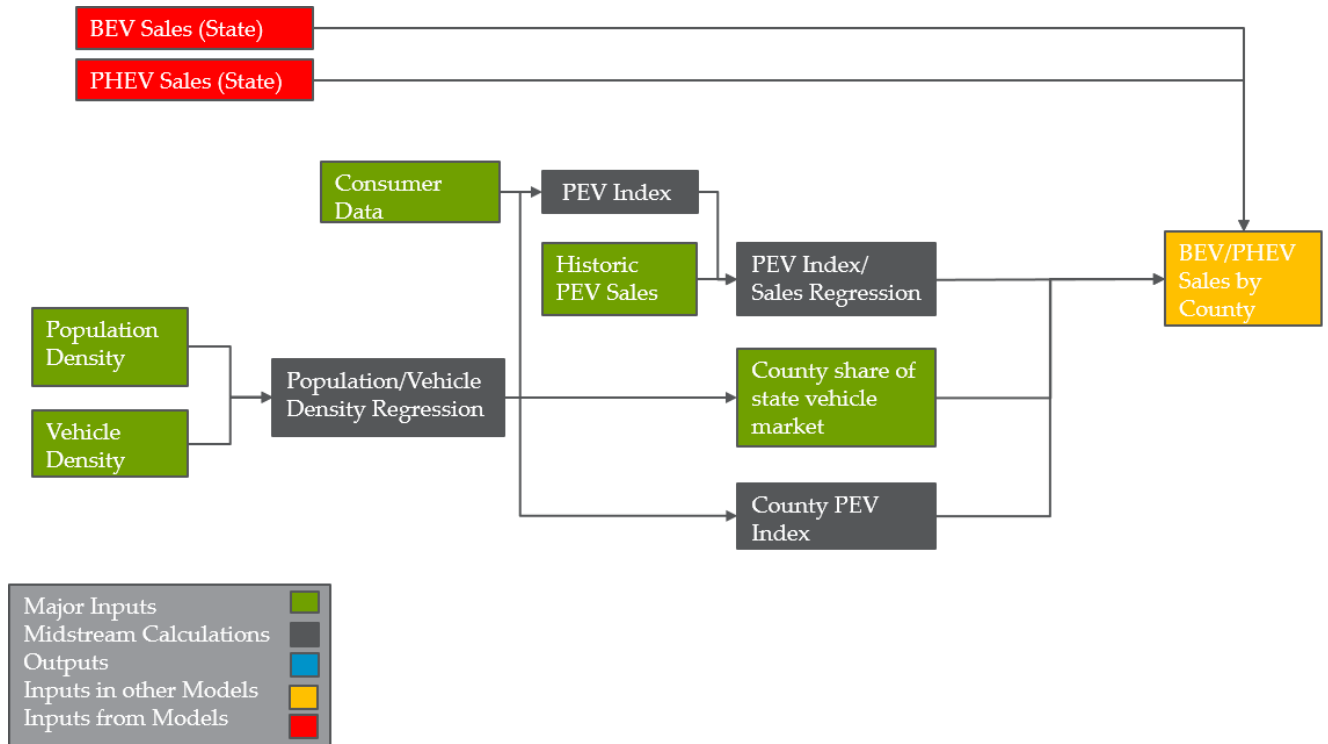 BEV Sales (State)
PHEV Sales (State)
Consumer
Data
PEV Index
Historic
PEV Sales
PEV Index/
Sales Regression
BEV/PHEV
Sales by
County
Population
Density
Vehicle
Density
Population/Vehicle
Density Regression
County share of
state vehicle
market
County PEV
Index
Major Inputs
Midstream Calculations
Outputs
Inputs in other Models
Inputs from Models